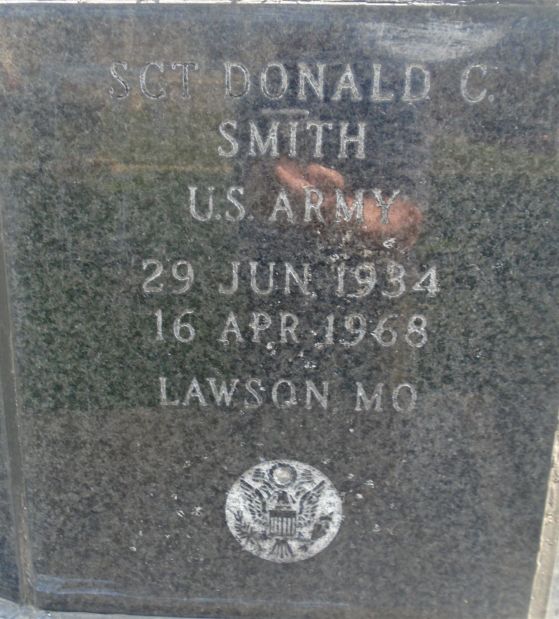 SGT DONALD C.
SMITH
U.S. ARMY
29 JUN 1934
16 APR 1968
LAWSON MO